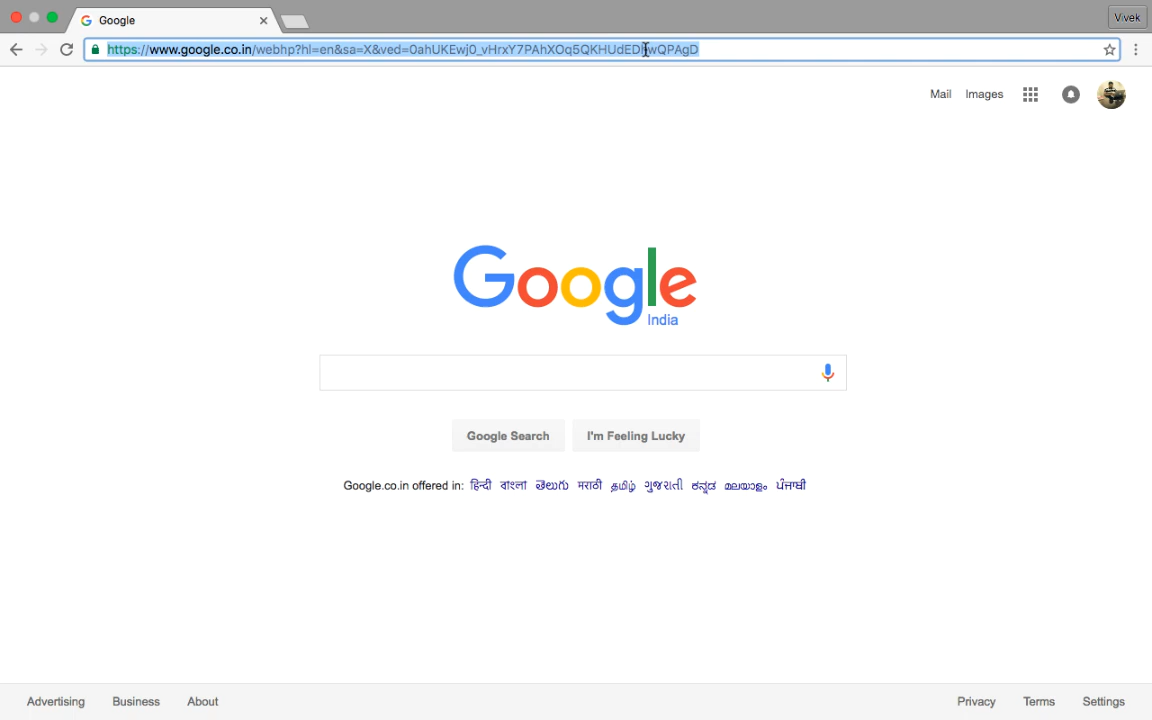 Google
Vivek
https://www.google.co.in/webhp?hl=en&sa=X&ved=0ahUKEwj0_vHrxY7PAhXOq5QKHUdEDhwQPAgD
Mail Images
Google
India
Google Search I'm Feeling Lucky
Google.co.in offered in: हिन्दी বাংলা తెలుగు मराठी தமிழ் ગુજરાતી ಕನ್ನಡ മലയാളം ਪੰਜਾਬੀ
Advertising Business About Privacy Terms Settings